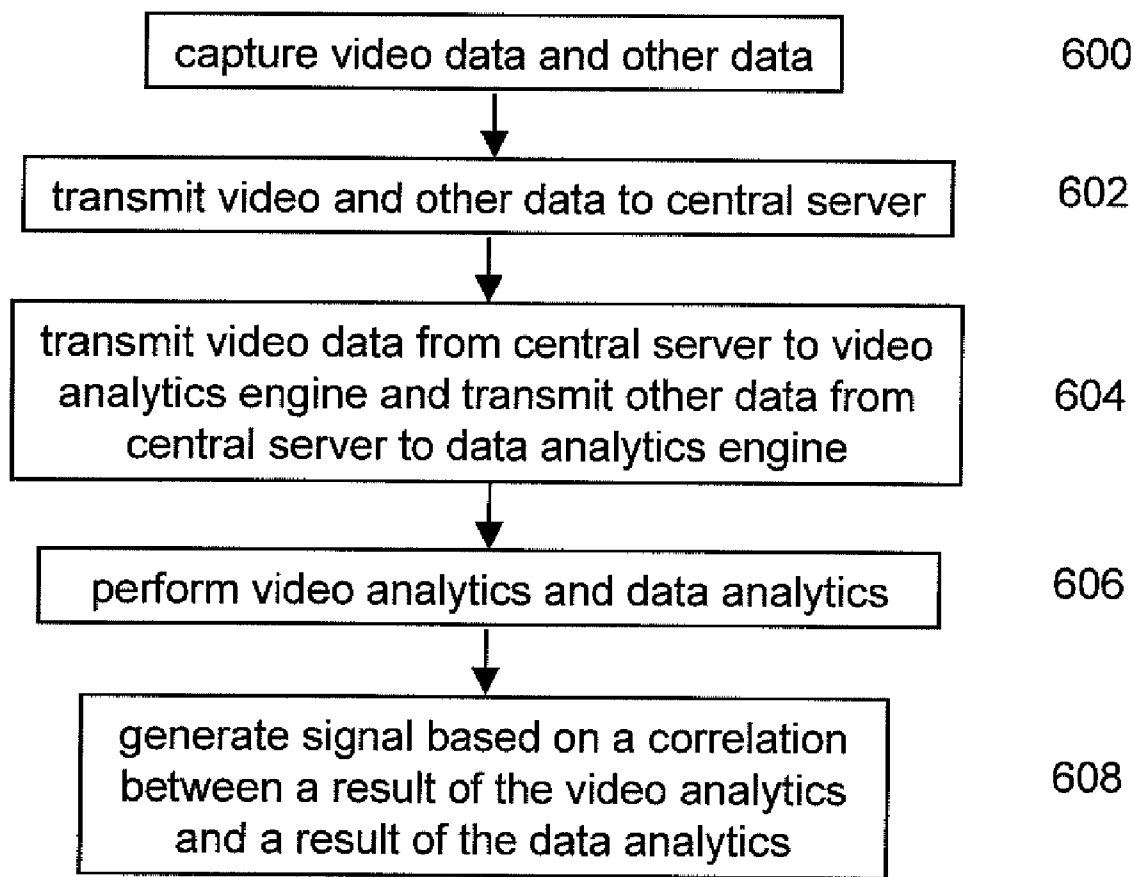 capture video data and other data
600
transmit video and other data to central server
602
transmit video data from central server to video
analytics engine and transmit other data from
central server to data analytics engine
604
perform video analytics and data analytics
606
generate signal based on a correlation
between a result of the video analytics
and a result of the data analytics
608